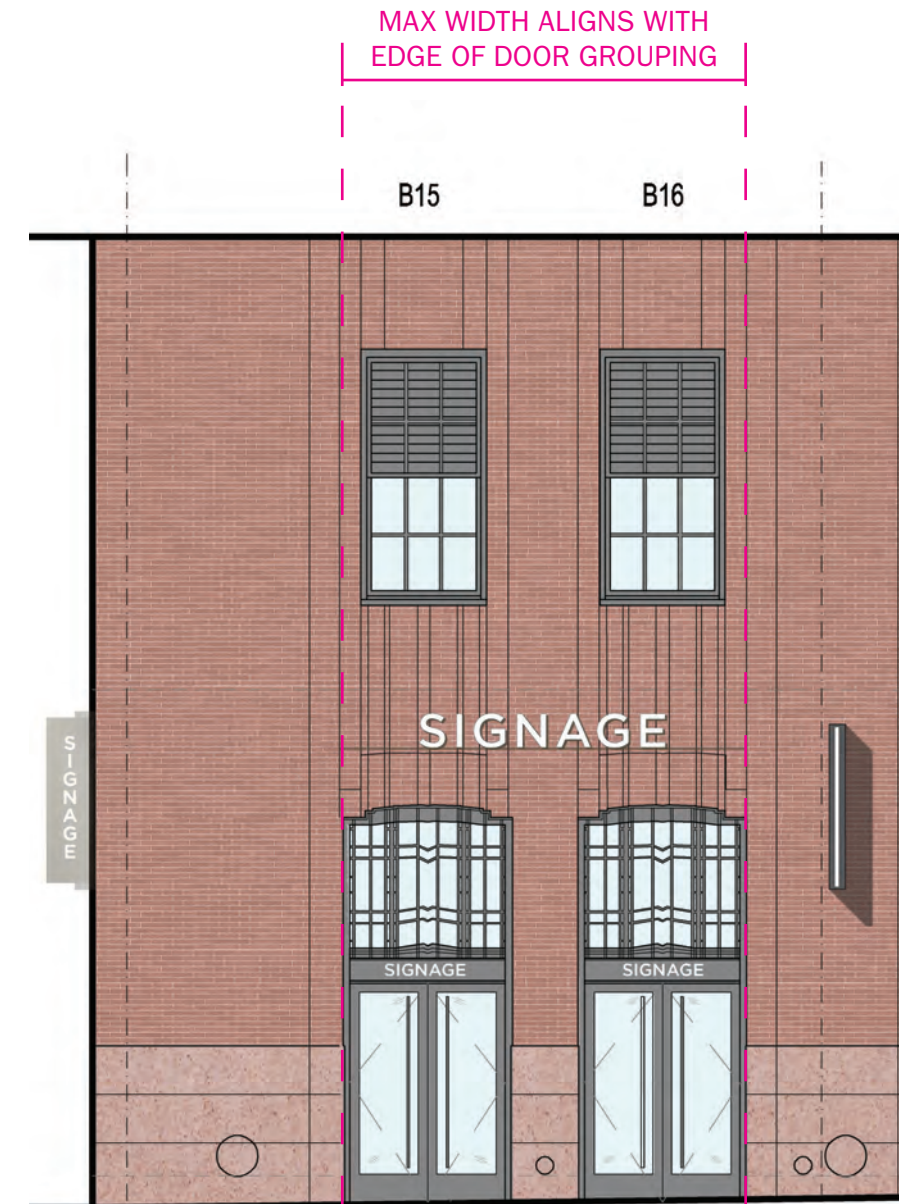 MAX WIDTH ALIGNS WITH
EDGE OF DOOR GROUPING
B15 B16
SIGNAGE
SIGNAGE
SIGNAGE SIGNAGE